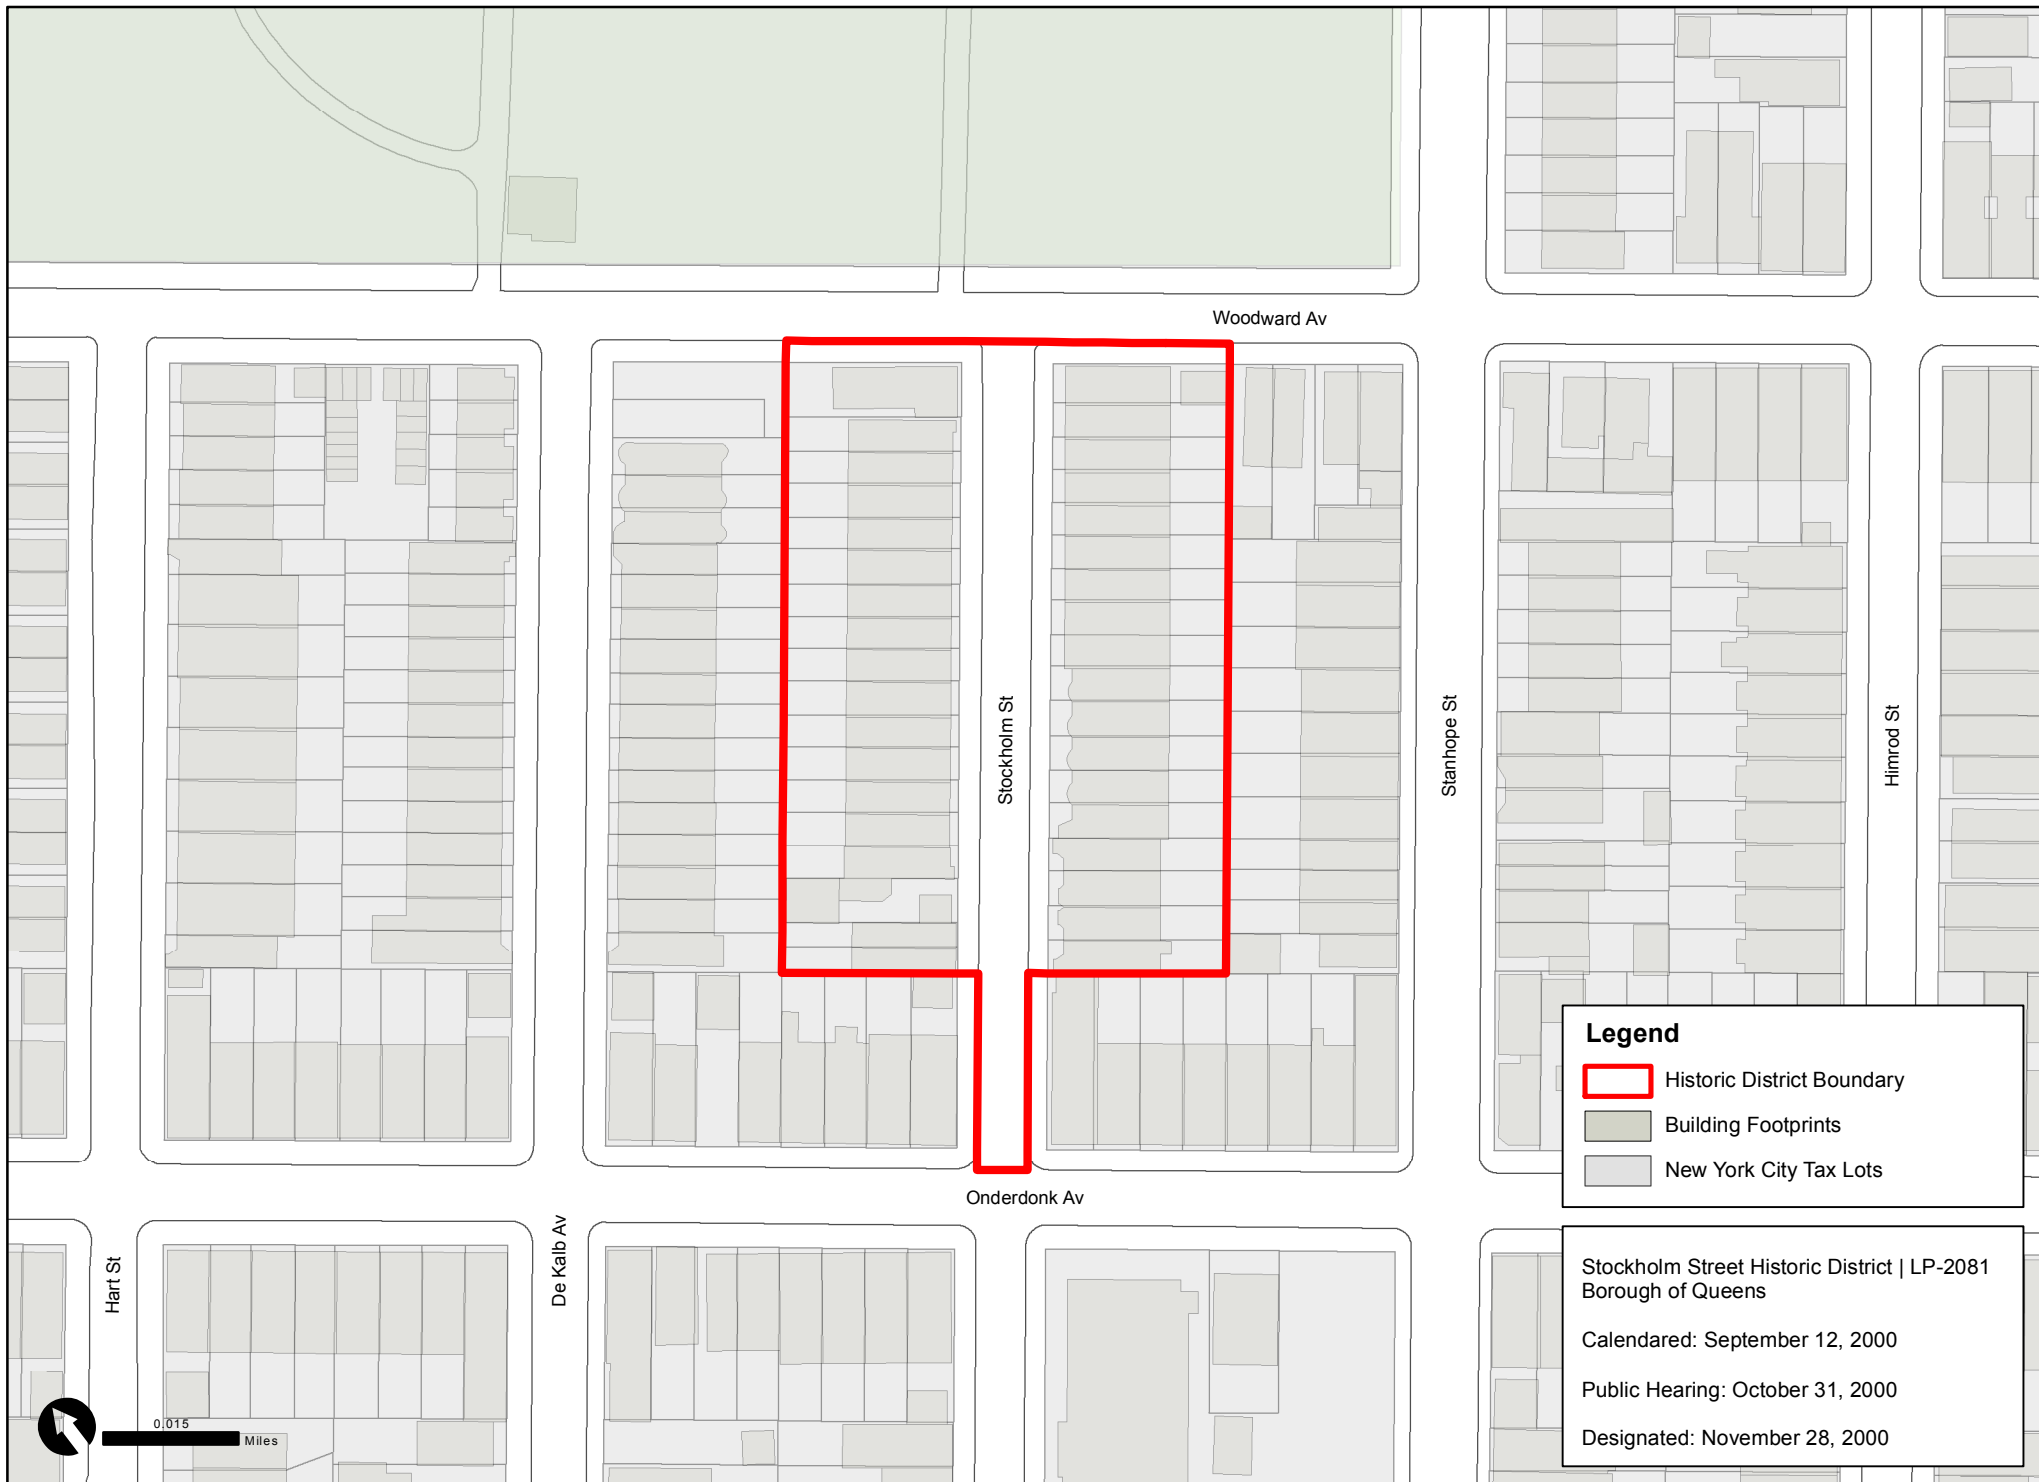 Woodward Av
Stockholm St
Stanhope St
Himrod St
Onderdonk Av
Hart St
De Kalb Av
0.015
Miles
Legend
Historic District Boundary
Building Footprints
New York City Tax Lots
Stockholm Street Historic District | LP-2081
Borough of Queens
Calendared: September 12, 2000
Public Hearing: October 31, 2000
Designated: November 28, 2000